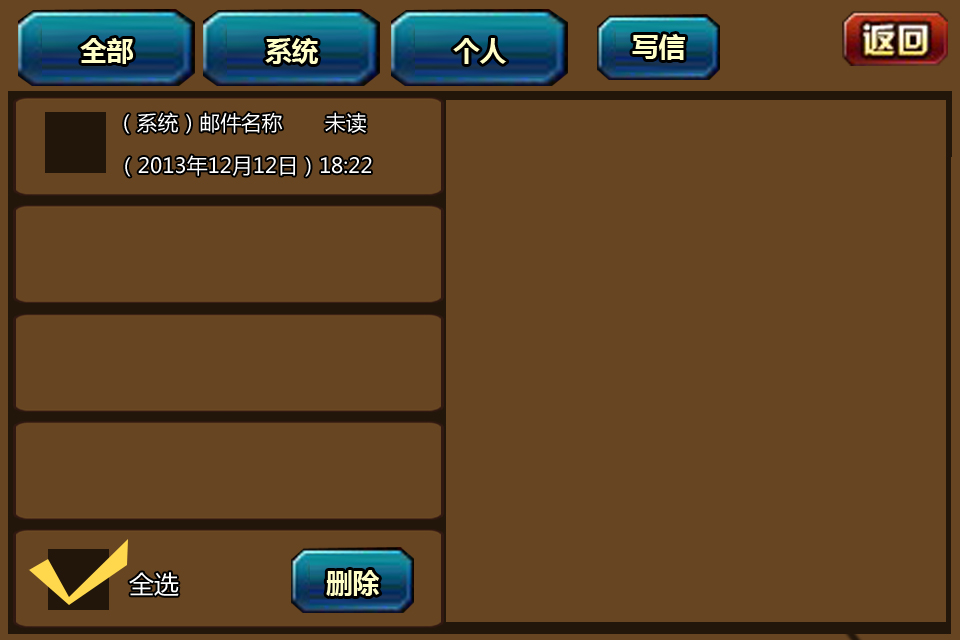 全部
系统
个人
写信
返回
（系统）邮件名称 未读
（2013年12月12日）18:22
全选
删除